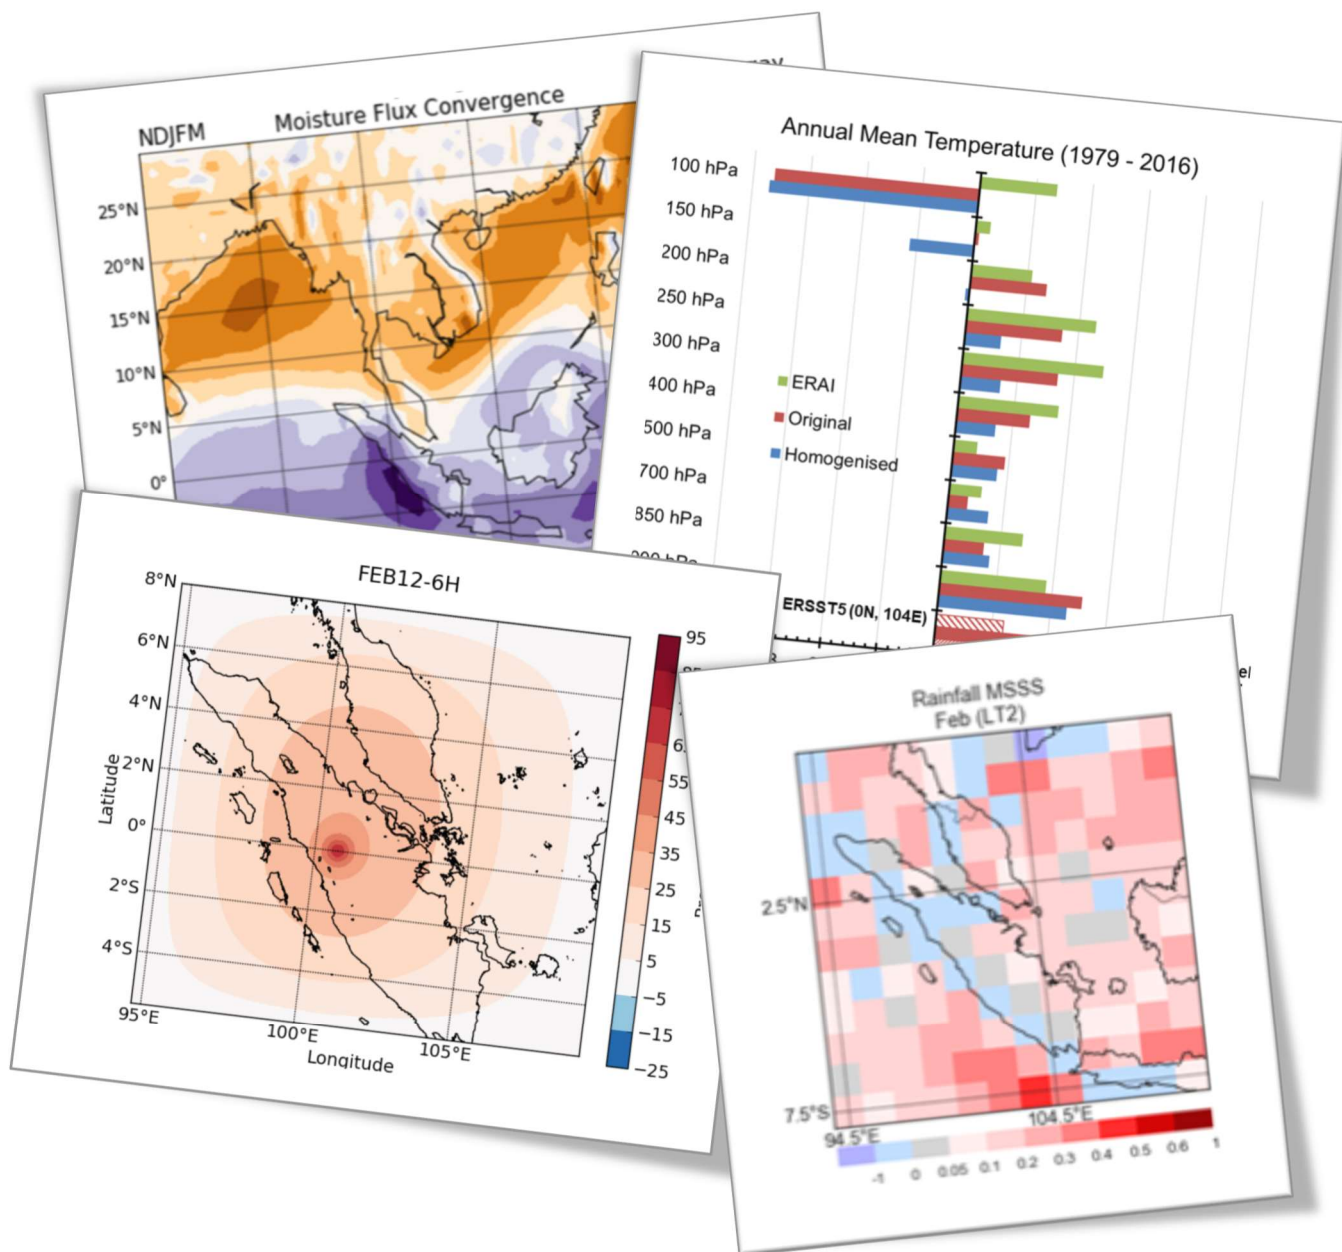 NDJFM
Moisture Flux Convergence
25°N
20°N
15°N
10°N
5°N
0°
Annual Mean Temperature (1979 - 2016)
100 hPa
150 hPa
200 hPa
250 hPa
300 hPa
400 hPa
500 hPa
700 hPa
850 hPa
ERAI
Original
Homogenised
ERSST5 (0N, 104E)
FEB12-6H
8°N
6°N
4°N
2°N
0°
2°S
4°S
Latitude
95°E
100°E
105°E
Longitude
95
55
45
35
25
15
5
−5
−15
−25
Rainfall MSSS
Feb (LT2)
2.5°N
7.5°S
94.5°E
104.5°E
-1 0 0.05 0.1 0.2 0.3 0.4 0.5 0.6 1